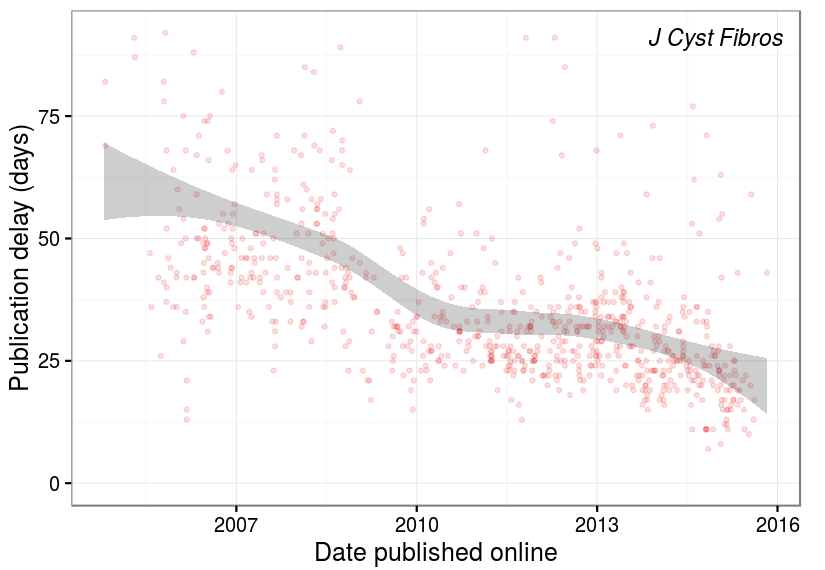 J Cyst Fibros
Publication delay (days)
75
50
25
0
2007 2010 2013 2016
Date published online